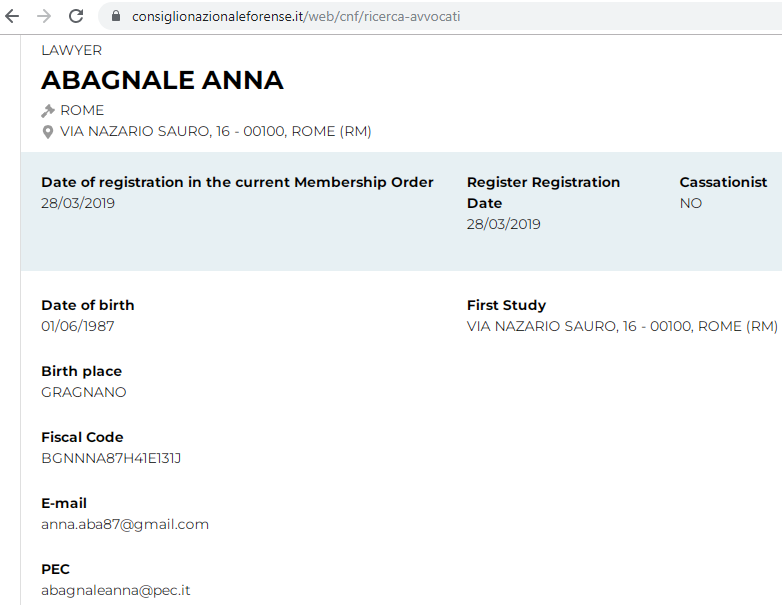 consiglionazionaleforense.it/web/cnf/ricerca-avvocati
LAWYER
ABAGNALE ANNA
ROME
VIA NAZARIO SAURO, 16 - 00100, ROME (RM)
Date of registration in the current Membership Order
28/03/2019
Register Registration
Date
28/03/2019
Cassationist
NO
Date of birth
01/06/1987
First Study
VIA NAZARIO SAURO, 16 - 00100, ROME (RM)
Birth place
GRAGNANO
Fiscal Code
BGNNNA87H41E131J
E-mail
anna.aba87@gmail.com
PEC
abagnaleanna@pec.it